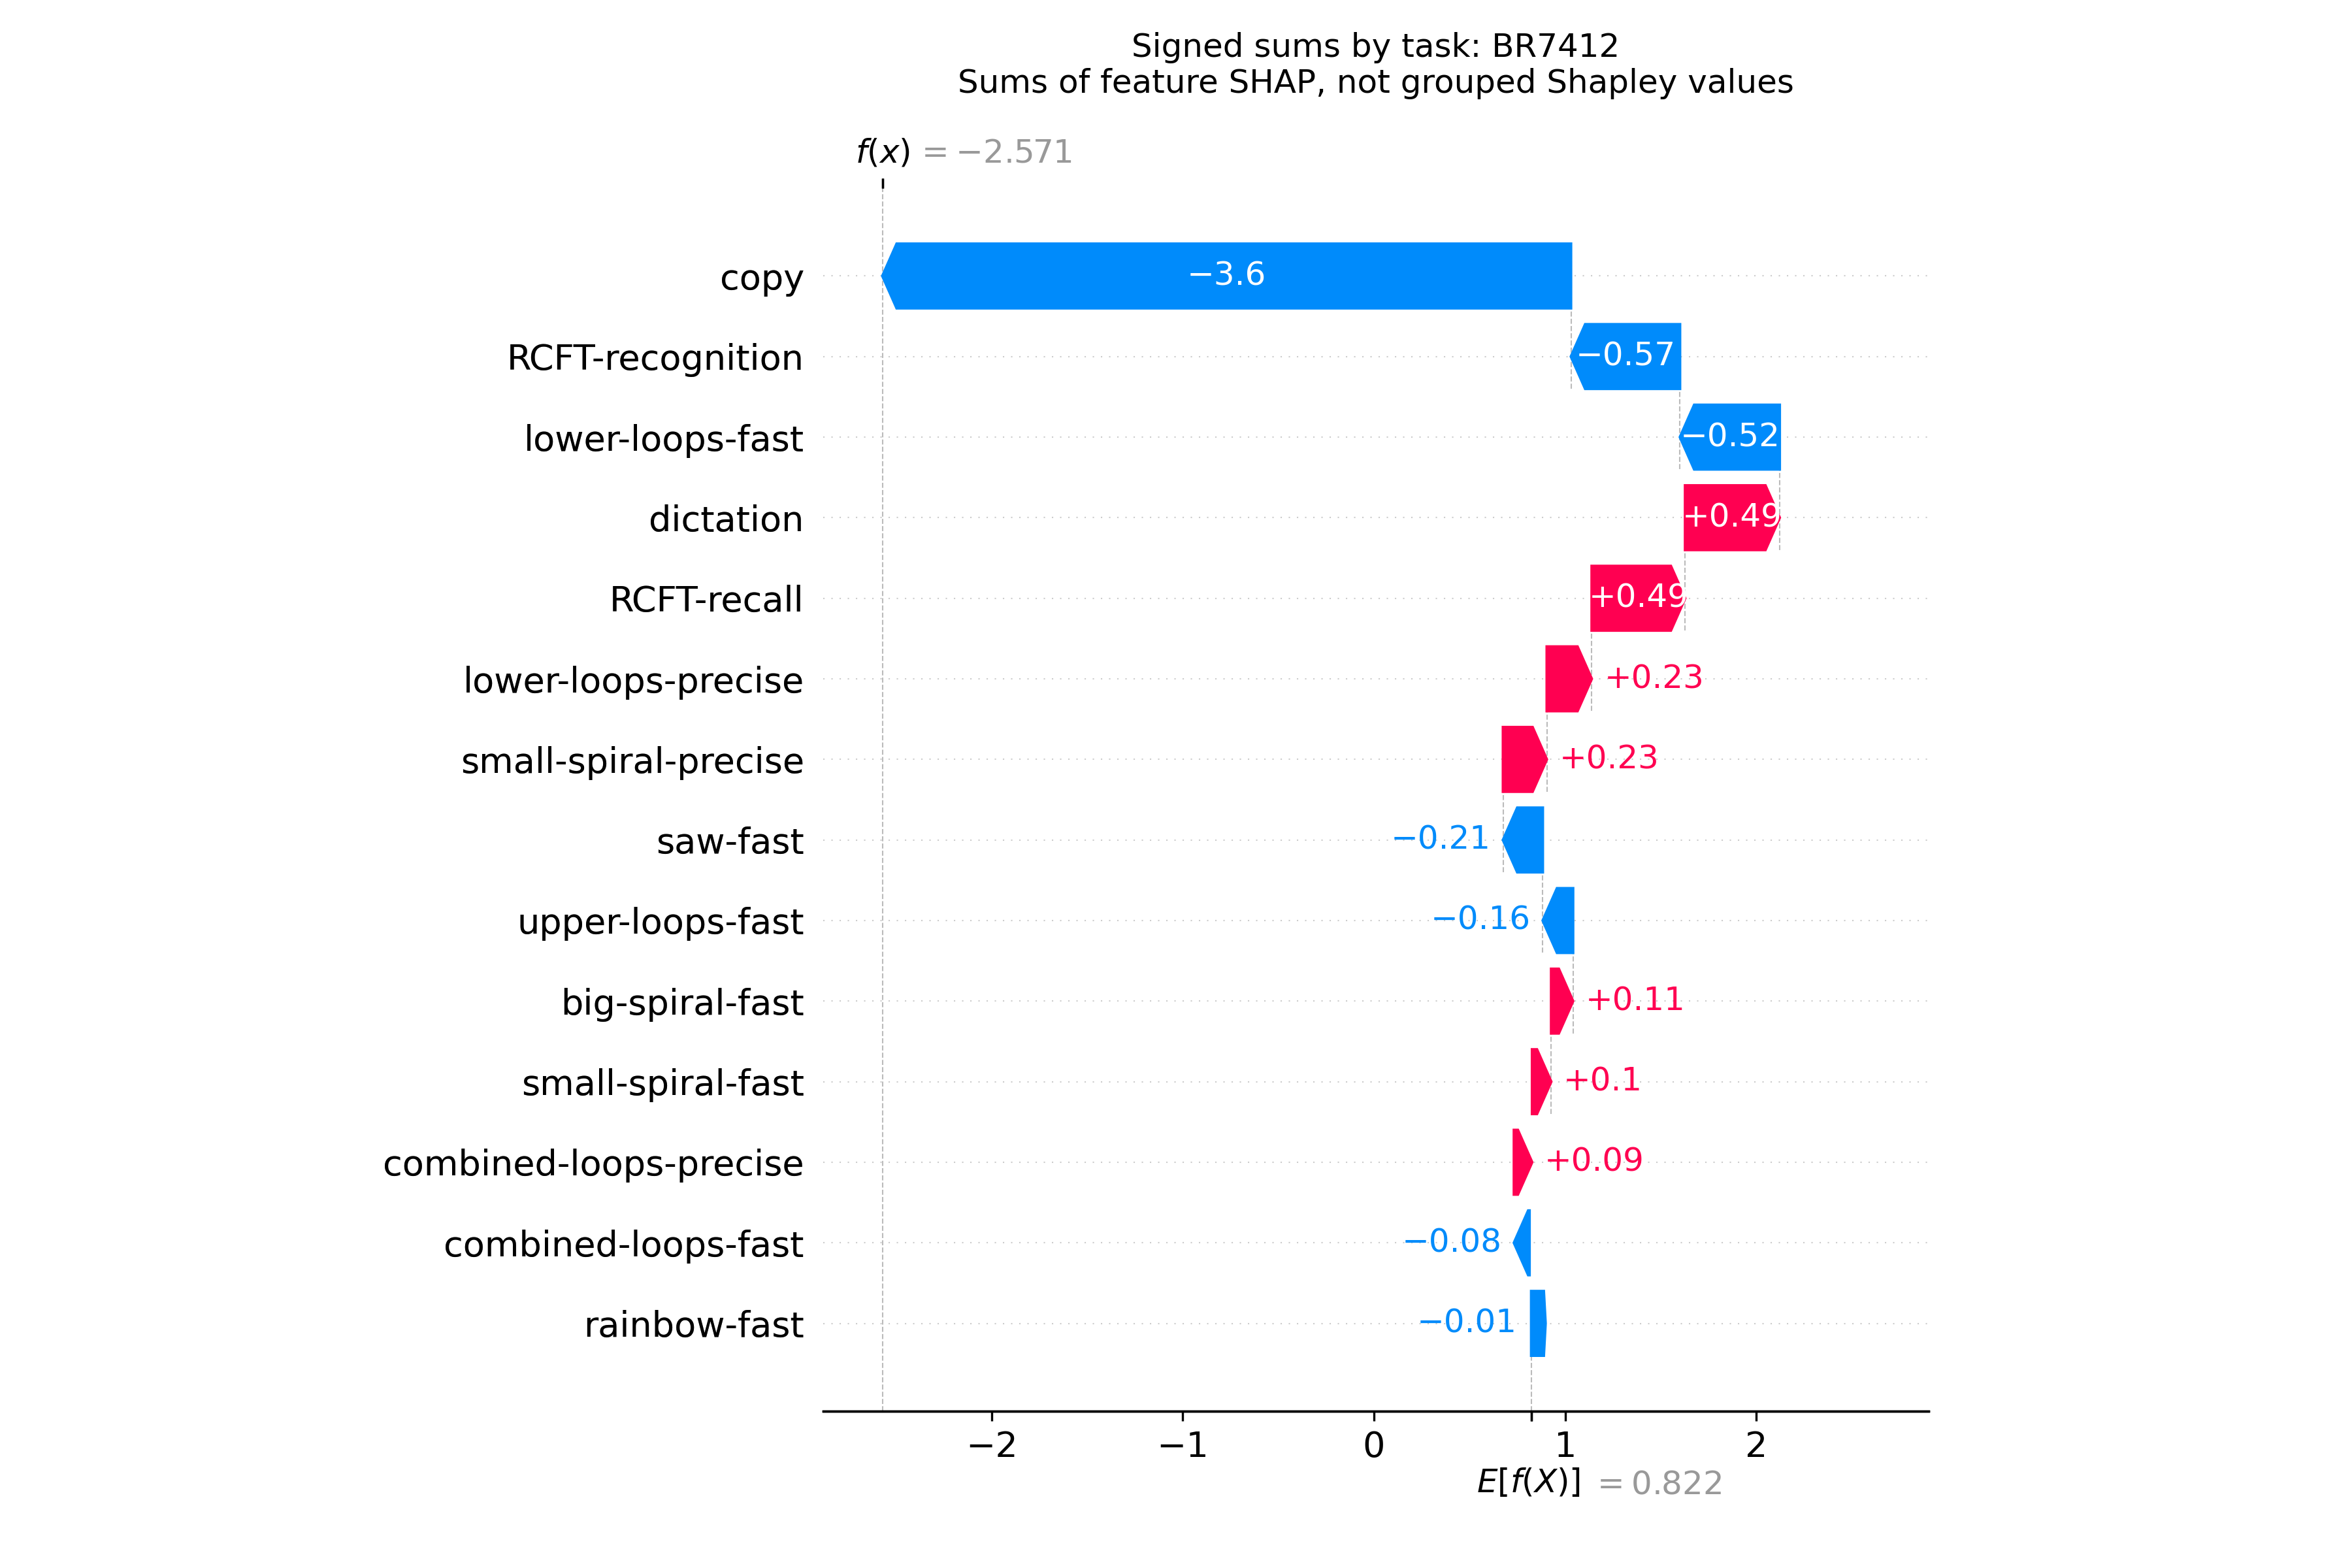 Signed sums by task: BR7412
Sums of feature SHAP, not grouped Shapley values
f(x) = −2.571
copy −3.6
RCFT-recognition −0.57
lower-loops-fast −0.52
dictation +0.49
RCFT-recall +0.49
lower-loops-precise +0.23
small-spiral-precise +0.23
saw-fast −0.21
upper-loops-fast −0.16
big-spiral-fast +0.11
small-spiral-fast +0.1
combined-loops-precise +0.09
combined-loops-fast −0.08
rainbow-fast −0.01
−2 −1 0 1 2
E[f(X)] = 0.822